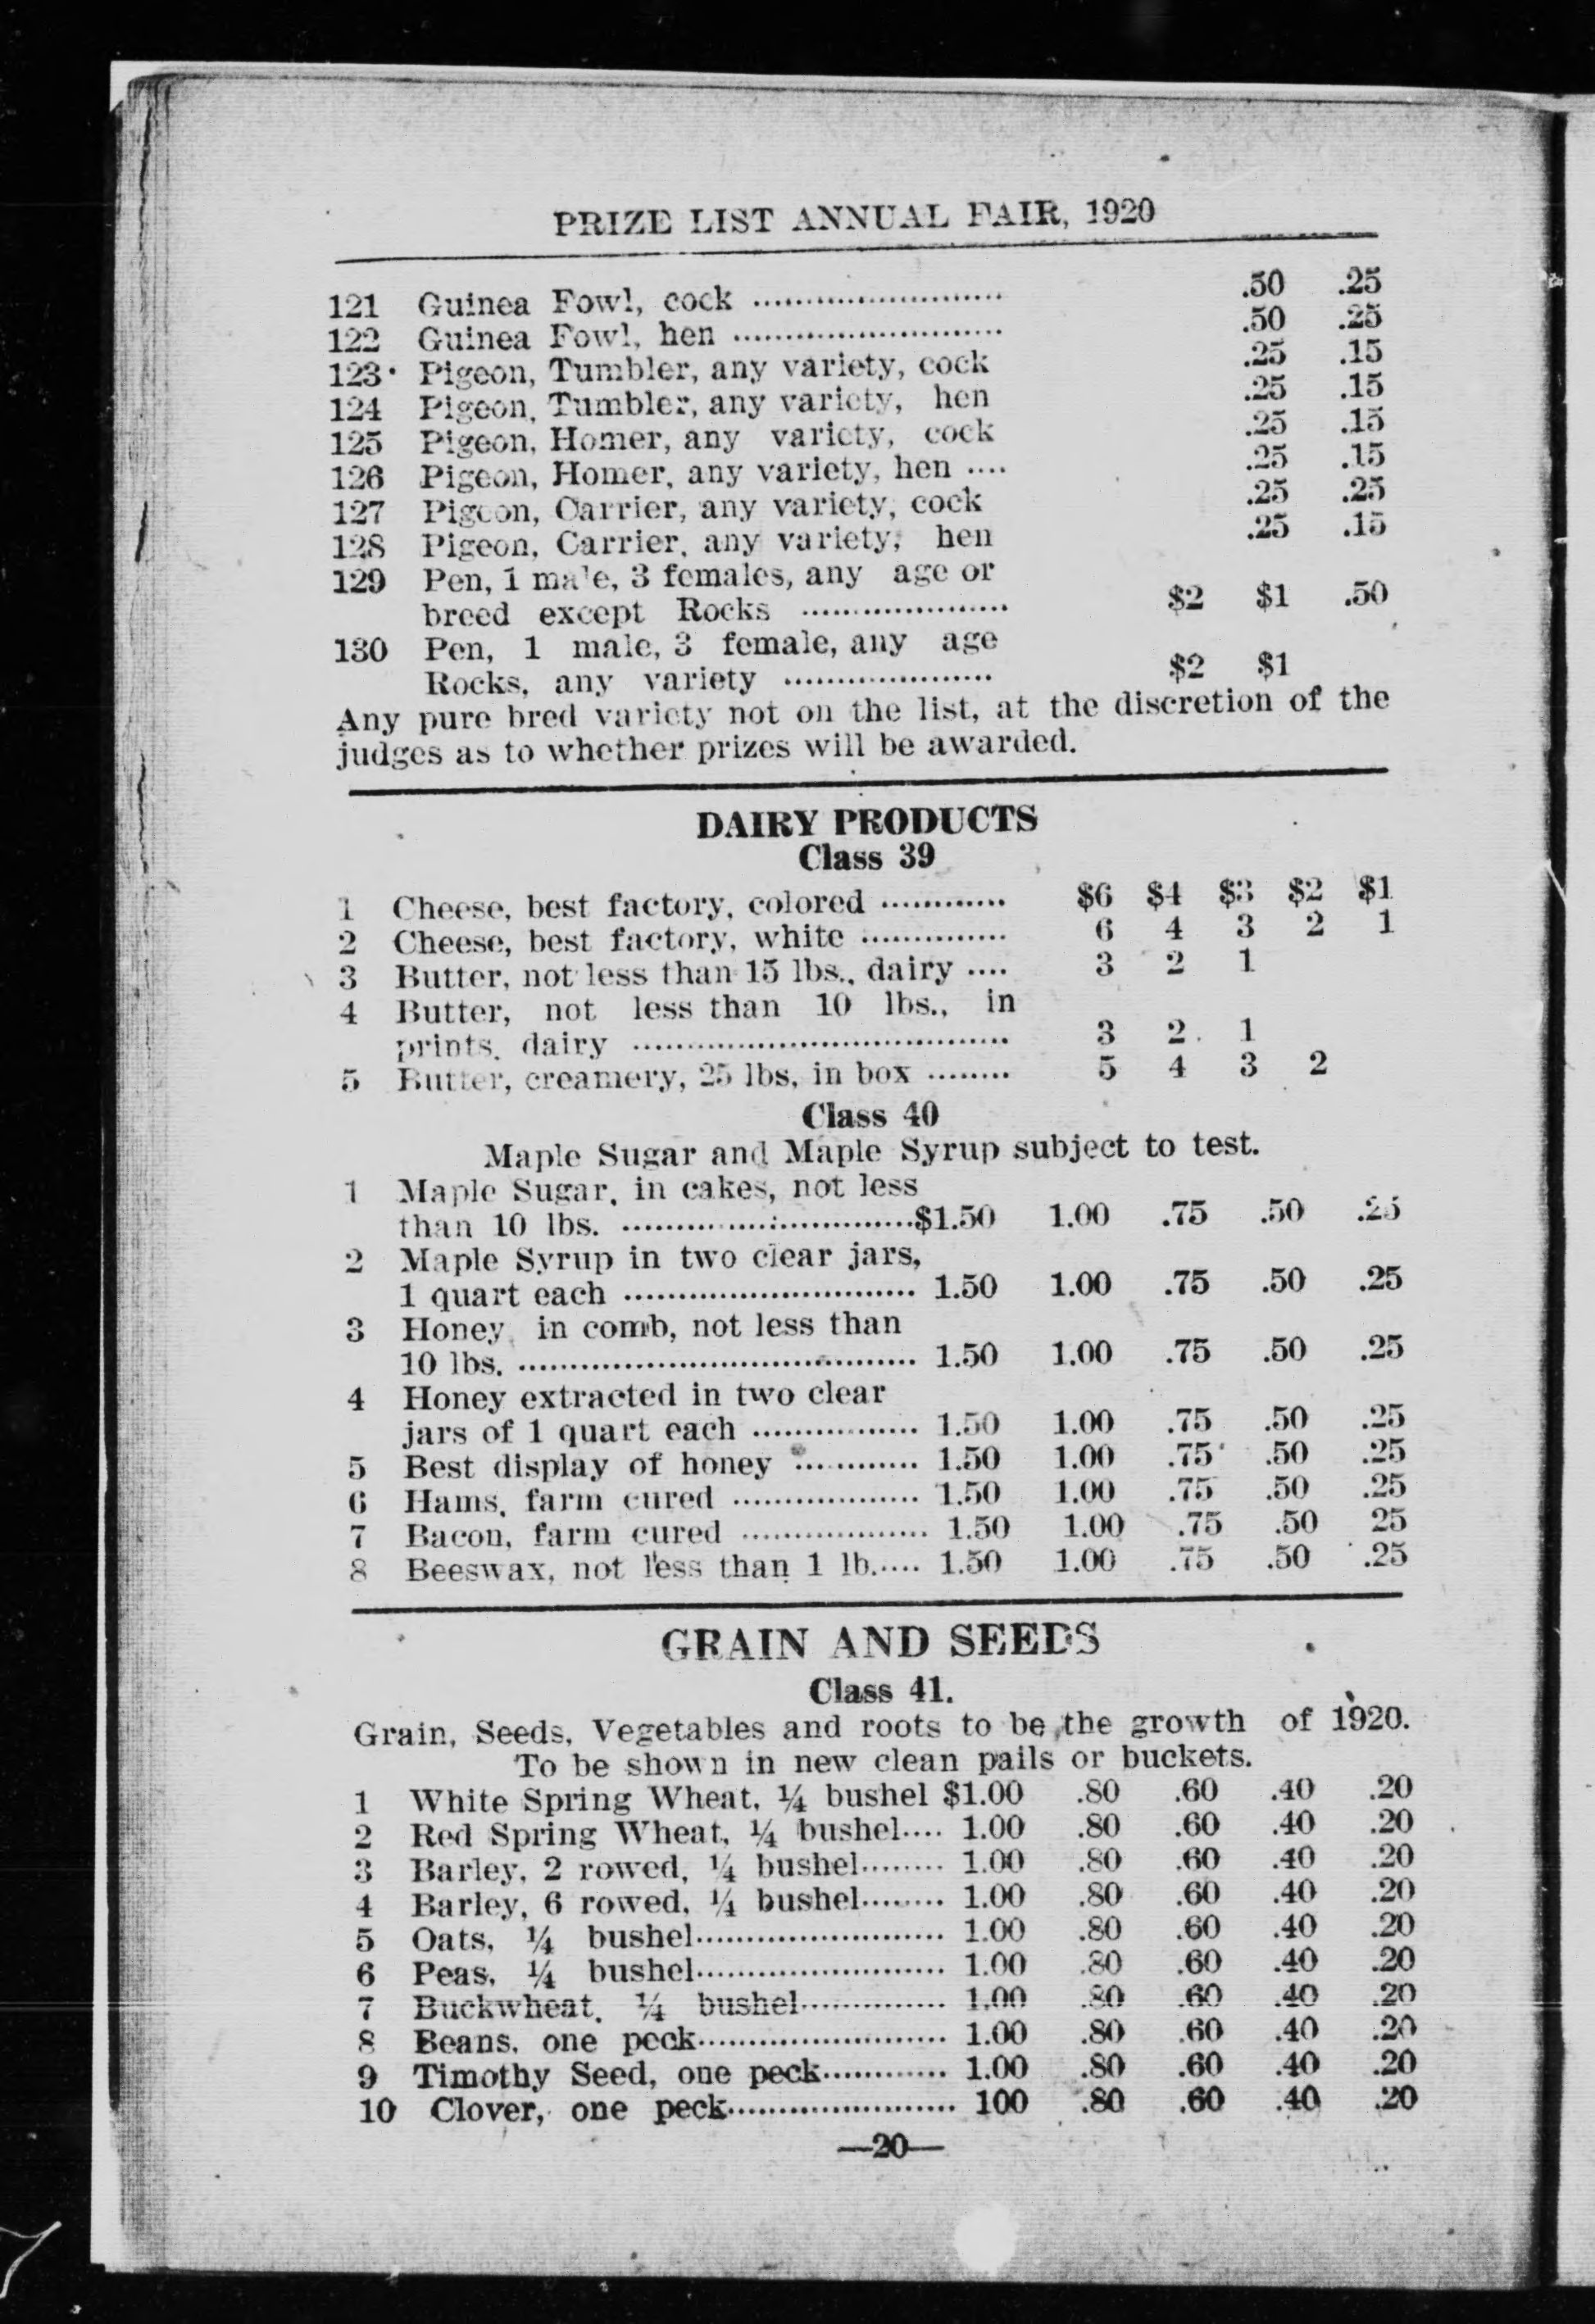 PRIZE LIST ANNUAL FAIR, 1920
121 Guinea Fowl, cock ........................ .50 .25
122 Guinea Fowl, hen .......................... .50 .25
123 Pigeon, Tumbler, any variety, cock .25 .15
124 Pigeon, Tumbler, any variety, hen .25 .15
125 Pigeon, Homer, any variety, cock .25 .15
126 Pigeon, Homer, any variety, hen .... .25 .15
127 Pigeon, Carrier, any variety, cock .25 .25
128 Pigeon, Carrier, any variety, hen .25 .15
129 Pen, 1 male, 3 females, any age or
breed except Rocks .................... $2 $1 .50
130 Pen, 1 male, 3 female, any age
Rocks, any variety .................... $2 $1
Any pure bred variety not on the list, at the discretion of the
judges as to whether prizes will be awarded.
DAIRY PRODUCTS
Class 39
1 Cheese, best factory, colored ............ $6 $4 $3 $2 $1
2 Cheese, best factory, white .............. 6 4 3 2 1
3 Butter, not less than 15 lbs., dairy .... 3 2 1
4 Butter, not less than 10 lbs., in
prints, dairy .................................... 3 2 1
5 Butter, creamery, 25 lbs, in box ........ 5 4 3 2
Class 40
Maple Sugar and Maple Syrup subject to test.
1 Maple Sugar, in cakes, not less
than 10 lbs. ............................$1.50 1.00 .75 .50 .25
2 Maple Syrup in two clear jars,
1 quart each ............................ 1.50 1.00 .75 .50 .25
3 Honey in comb, not less than
10 lbs. ...................................... 1.50 1.00 .75 .50 .25
4 Honey extracted in two clear
jars of 1 quart each ................ 1.50 1.00 .75 .50 .25
5 Best display of honey ............ 1.50 1.00 .75 .50 .25
6 Hams, farm cured .................. 1.50 1.00 .75 .50 .25
7 Bacon, farm cured .................. 1.50 1.00 .75 .50 25
8 Beeswax, not less than 1 lb..... 1.50 1.00 .75 .50 .25
GRAIN AND SEEDS
Class 41.
Grain, Seeds, Vegetables and roots to be the growth of 1920.
To be shown in new clean pails or buckets.
1 White Spring Wheat, ¼ bushel $1.00 .80 .60 .40 .20
2 Red Spring Wheat, ¼ bushel.... 1.00 .80 .60 .40 .20
3 Barley, 2 rowed, ¼ bushel........ 1.00 .80 .60 .40 .20
4 Barley, 6 rowed, ¼ bushel........ 1.00 .80 .60 .40 .20
5 Oats, ¼ bushel........................ 1.00 .80 .60 .40 .20
6 Peas, ¼ bushel........................ 1.00 .80 .60 .40 .20
7 Buckwheat, ¼ bushel.............. 1.00 .80 .60 .40 .20
8 Beans, one peck........................ 1.00 .80 .60 .40 .20
9 Timothy Seed, one peck............ 1.00 .80 .60 .40 .20
10 Clover, one peck...................... 100 .80 .60 .40 .20
—20—